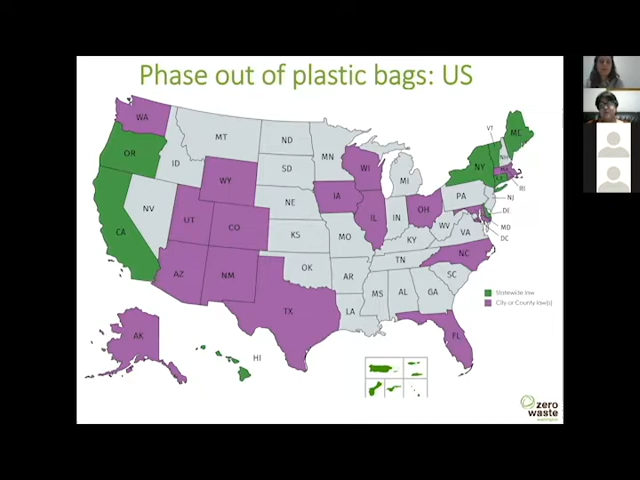 Phase out of plastic bags: US
WA
MT
ND
MN
VT
ML
OR
ID
SD
WI
MI
NY
NH
WY
NE
IA
PA
RI
NJ
NV
UT
CO
IL
IN
OH
WV
DE
MD
DC
CA
KS
MO
KY
VA
AZ
NM
OK
AR
TN
NC
SC
TX
LA
MS
AL
GA
FL
AK
HI
Statewide law
City or County law(s)
zero
waste